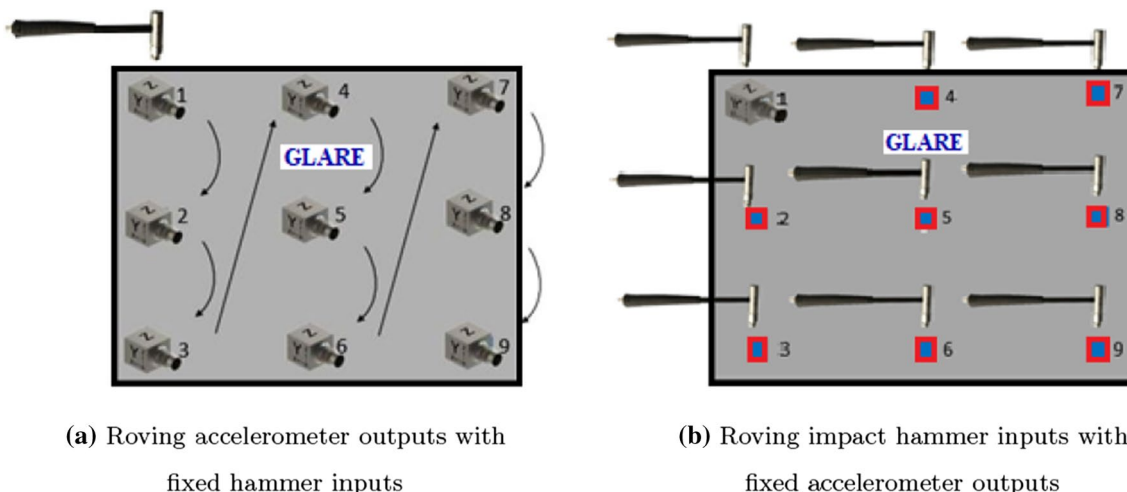 1 4 7
GLARE
2 5 8
3 6 9
Z Y
Z Y
Z Y
Z Y
Z Y
Z Y
Z Y
Z Y
Z Y
(a) Roving accelerometer outputs with
fixed hammer inputs
1 4 7
GLARE
2 5 8
3 6 9
Z Y
(b) Roving impact hammer inputs with
fixed accelerometer outputs